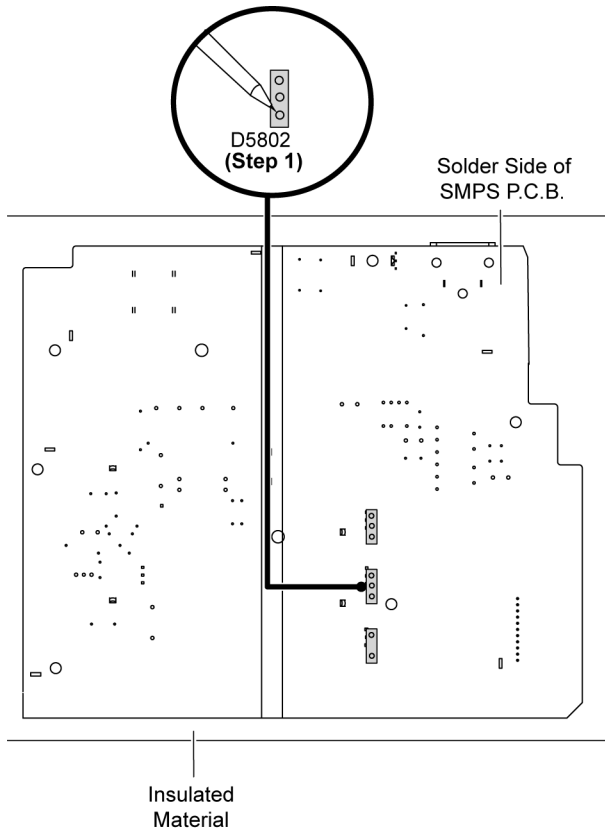 D5802
(Step 1)
Solder Side of
SMPS P.C.B.
Insulated
Material